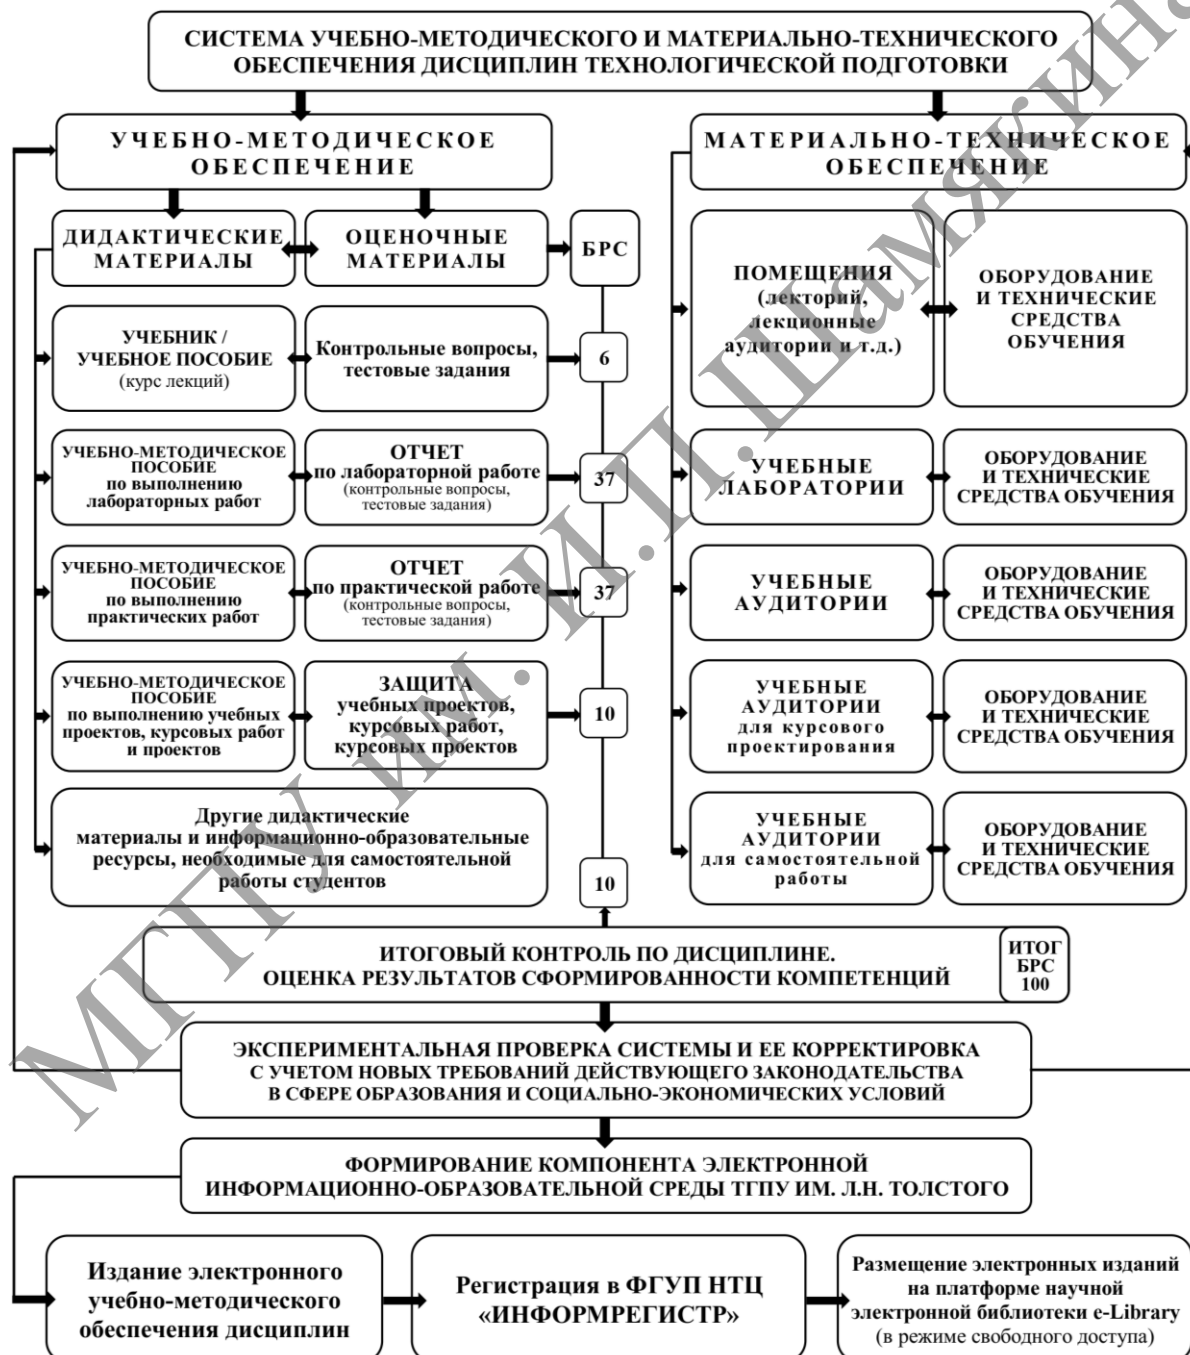 СИСТЕМА УЧЕБНО-МЕТОДИЧЕСКОГО И МАТЕРИАЛЬНО-ТЕХНИЧЕСКОГО
ОБЕСПЕЧЕНИЯ ДИСЦИПЛИН ТЕХНОЛОГИЧЕСКОЙ ПОДГОТОВКИ
УЧЕБНО-МЕТОДИЧЕСКОЕ
ОБЕСПЕЧЕНИЕ
МАТЕРИАЛЬНО-ТЕХНИЧЕСКОЕ
ОБЕСПЕЧЕНИЕ
ДИДАКТИЧЕСКИЕ
МАТЕРИАЛЫ
ОЦЕНОЧНЫЕ
МАТЕРИАЛЫ
БРС
ПОМЕЩЕНИЯ
(лекторий,
лекционные
аудитории и т.д.)
ОБОРУДОВАНИЕ
И ТЕХНИЧЕСКИЕ
СРЕДСТВА
ОБУЧЕНИЯ
УЧЕБНИК /
УЧЕБНОЕ ПОСОБИЕ
(курс лекций)
Контрольные вопросы,
тестовые задания
6
УЧЕБНО-МЕТОДИЧЕСКОЕ
ПОСОБИЕ
по выполнению
лабораторных работ
ОТЧЕТ
по лабораторной работе
(контрольные вопросы,
тестовые задания)
37
УЧЕБНЫЕ
ЛАБОРАТОРИИ
ОБОРУДОВАНИЕ
И ТЕХНИЧЕСКИЕ
СРЕДСТВА ОБУЧЕНИЯ
УЧЕБНО-МЕТОДИЧЕСКОЕ
ПОСОБИЕ
по выполнению
практических работ
ОТЧЕТ
по практической работе
(контрольные вопросы,
тестовые задания)
37
УЧЕБНЫЕ
АУДИТОРИИ
ОБОРУДОВАНИЕ
И ТЕХНИЧЕСКИЕ
СРЕДСТВА ОБУЧЕНИЯ
УЧЕБНО-МЕТОДИЧЕСКОЕ
ПОСОБИЕ
по выполнению учебных
проектов, курсовых работ
и проектов
ЗАЩИТА
учебных проектов,
курсовых работ,
курсовых проектов
10
УЧЕБНЫЕ
АУДИТОРИИ
для курсового
проектирования
ОБОРУДОВАНИЕ
И ТЕХНИЧЕСКИЕ
СРЕДСТВА ОБУЧЕНИЯ
Другие дидактические
материалы и информационно-образовательные
ресурсы, необходимые для самостоятельной
работы студентов
10
УЧЕБНЫЕ
АУДИТОРИИ
для самостоятельной
работы
ОБОРУДОВАНИЕ
И ТЕХНИЧЕСКИЕ
СРЕДСТВА ОБУЧЕНИЯ
ИТОГОВЫЙ КОНТРОЛЬ ПО ДИСЦИПЛИНЕ.
ОЦЕНКА РЕЗУЛЬТАТОВ СФОРМИРОВАННОСТИ КОМПЕТЕНЦИЙ
ИТОГ
БРС
100
ЭКСПЕРИМЕНТАЛЬНАЯ ПРОВЕРКА СИСТЕМЫ И ЕЕ КОРРЕКТИРОВКА
С УЧЕТОМ НОВЫХ ТРЕБОВАНИЙ ДЕЙСТВУЮЩЕГО ЗАКОНОДАТЕЛЬСТВА
В СФЕРЕ ОБРАЗОВАНИЯ И СОЦИАЛЬНО-ЭКОНОМИЧЕСКИХ УСЛОВИЙ
ФОРМИРОВАНИЕ КОМПОНЕНТА ЭЛЕКТРОННОЙ
ИНФОРМАЦИОННО-ОБРАЗОВАТЕЛЬНОЙ СРЕДЫ ТГПУ ИМ. Л.Н. ТОЛСТОГО
Издание электронного
учебно-методического
обеспечения дисциплин
Регистрация в ФГУП НТЦ
«ИНФОРМРЕГИСТР»
Размещение электронных изданий
на платформе научной
электронной библиотеки e-Library
(в режиме свободного доступа)
МГПУ им. И.П.Шамякина